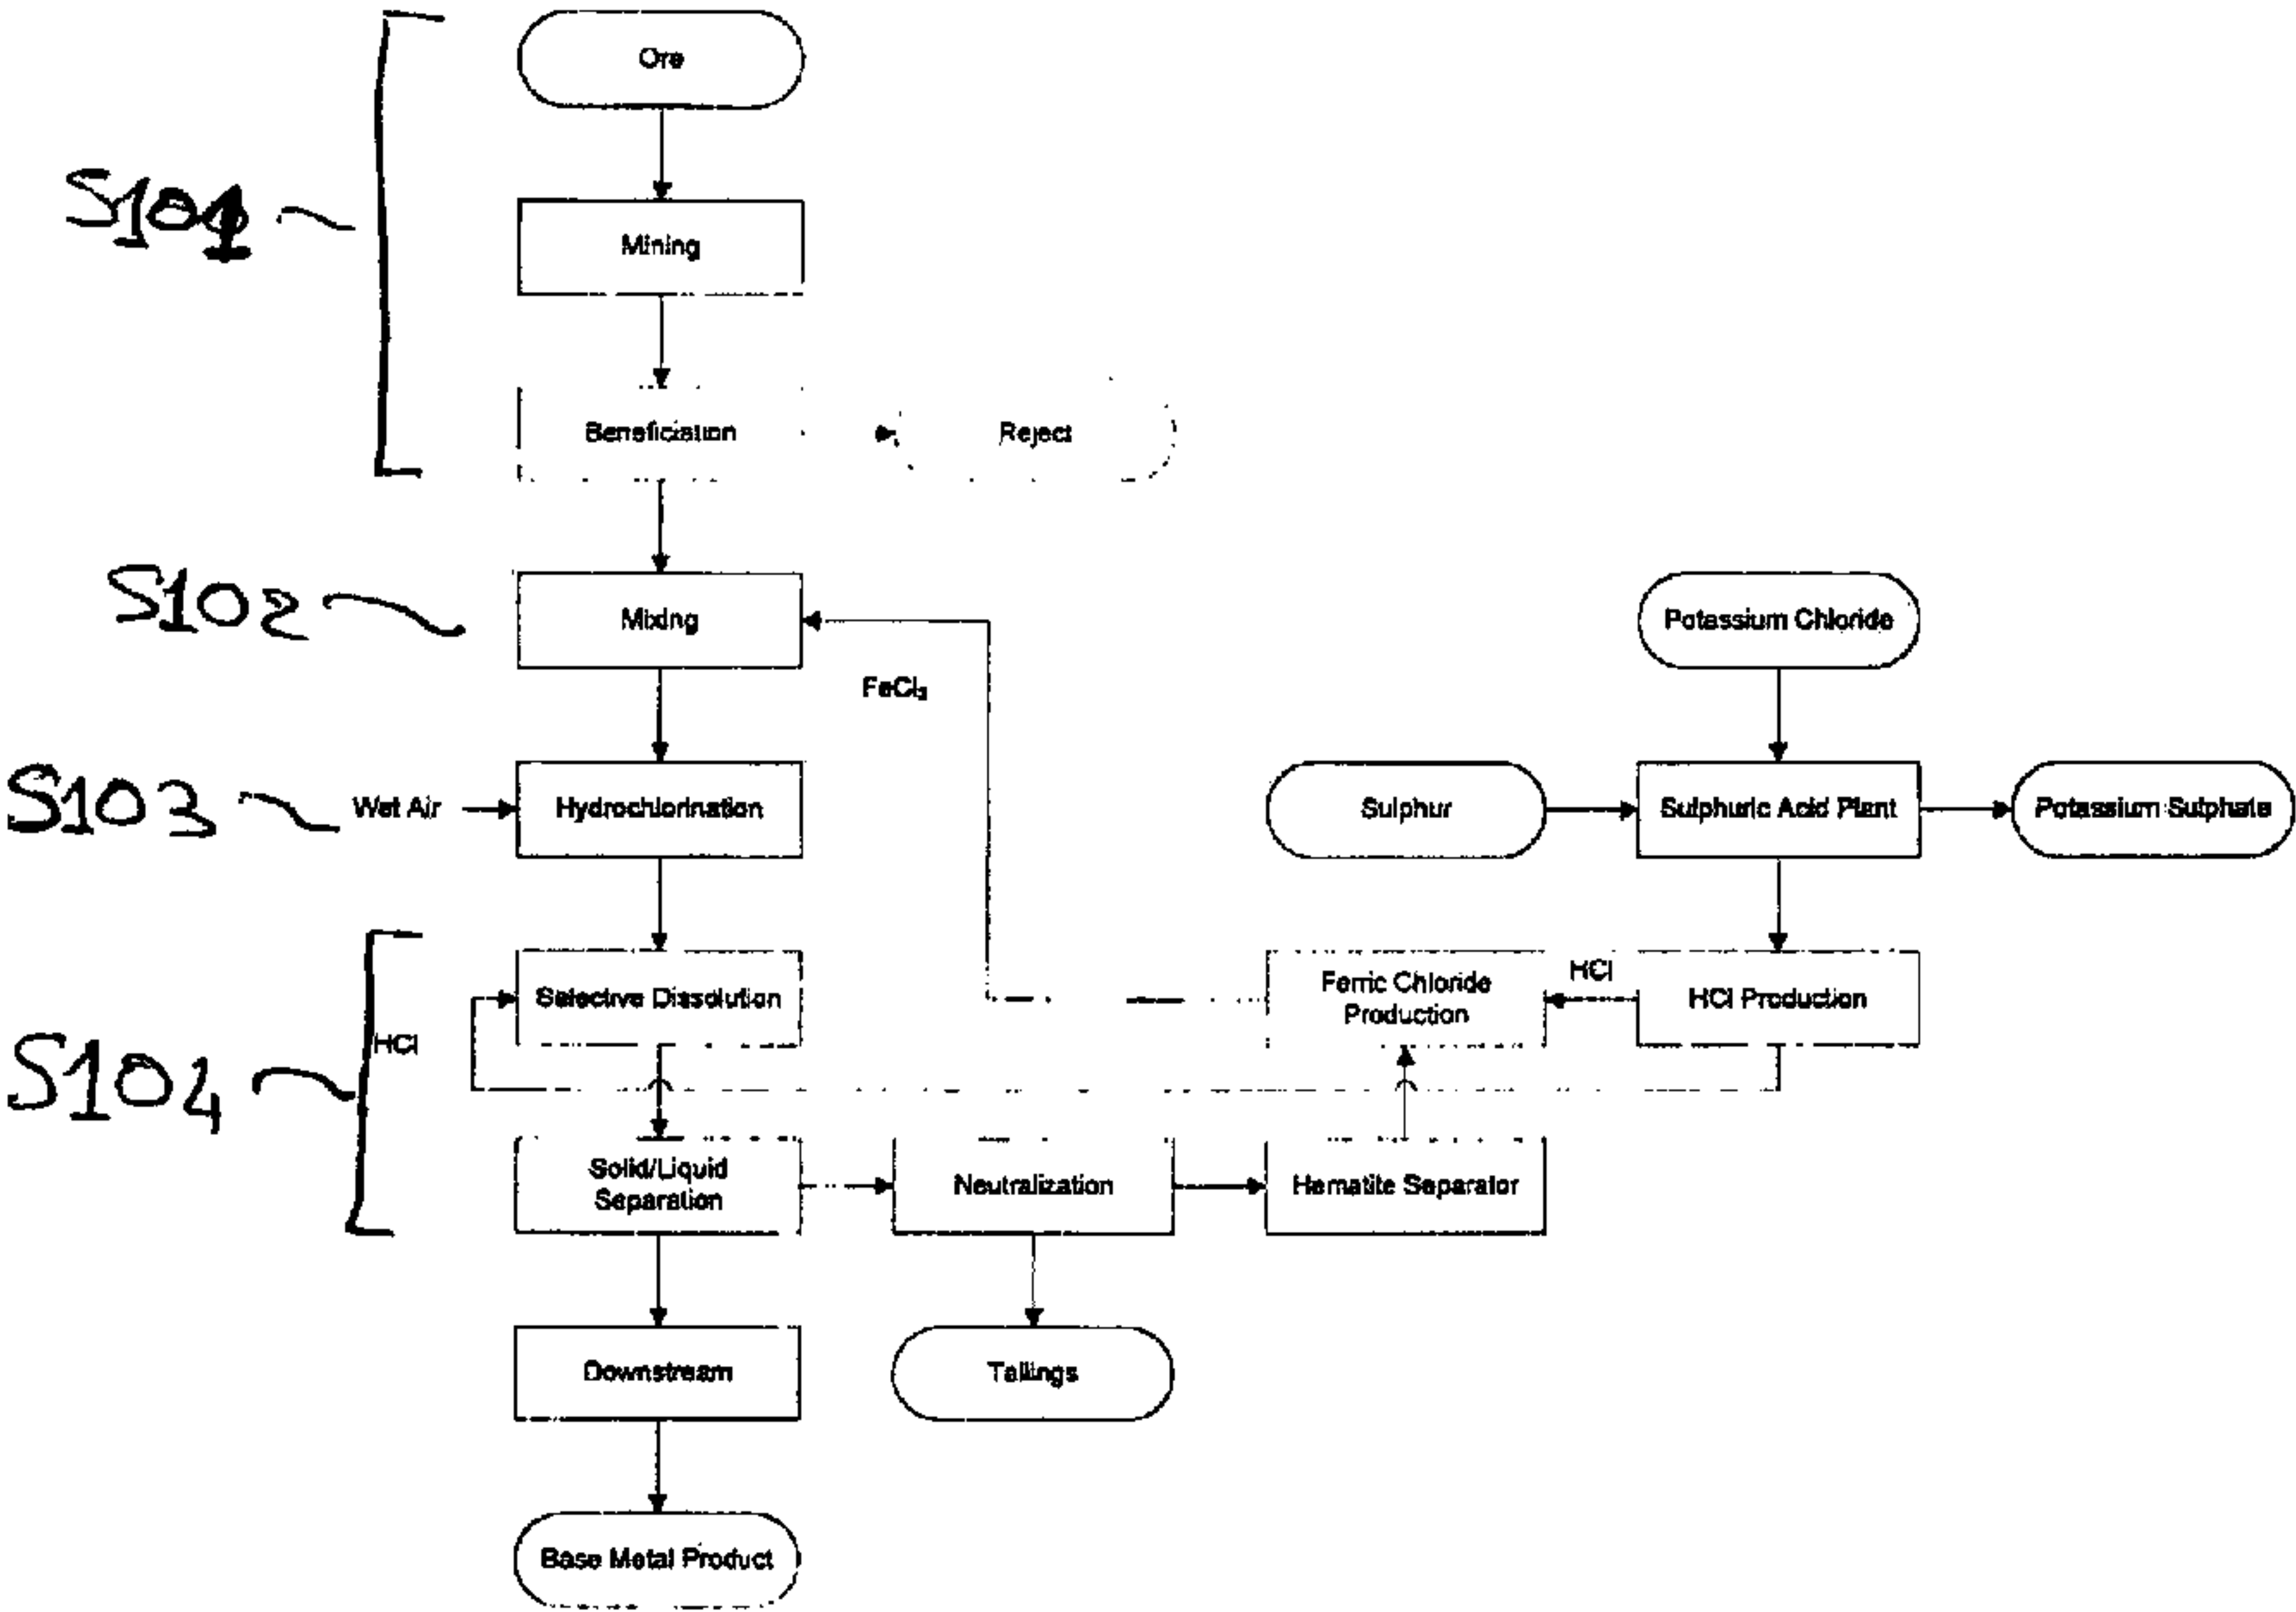 Ore
S101
Mining
Beneficiation
Reject
S102
Mixing
Potassium Chloride
FeCl₃
S103
Wet Air
Hydrochlorination
Sulphur
Sulphuric Acid Plant
Potassium Sulphate
Selective Dissolution
Ferric Chloride
Production
HCl
HCl Production
HCl
S104
Solid/Liquid
Separation
Neutralization
Hematite Separator
Downstream
Tailings
Base Metal Product